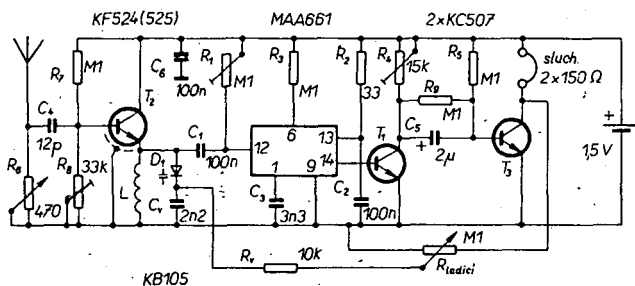 KF524(525) MAA661 2×KC507
R₇ M1
C₆ 100n
R₁ M1
R₃ M1
R₂ 33
R₄ 15k
R₅ M1
sluch. 2×150 Ω
R₉ M1
T₂
C₄ 12p
C₁ 100n
12 6 13 14 1 9
T₁
C₅ + 2µ
T₃
+ 1,5 V
R₆ 470
R₈ 33k
L
D₁
Cᵥ 2n2
C₃ 3n3
C₂ 100n
Rᵥ 10k
M1
R ladicí
KB105